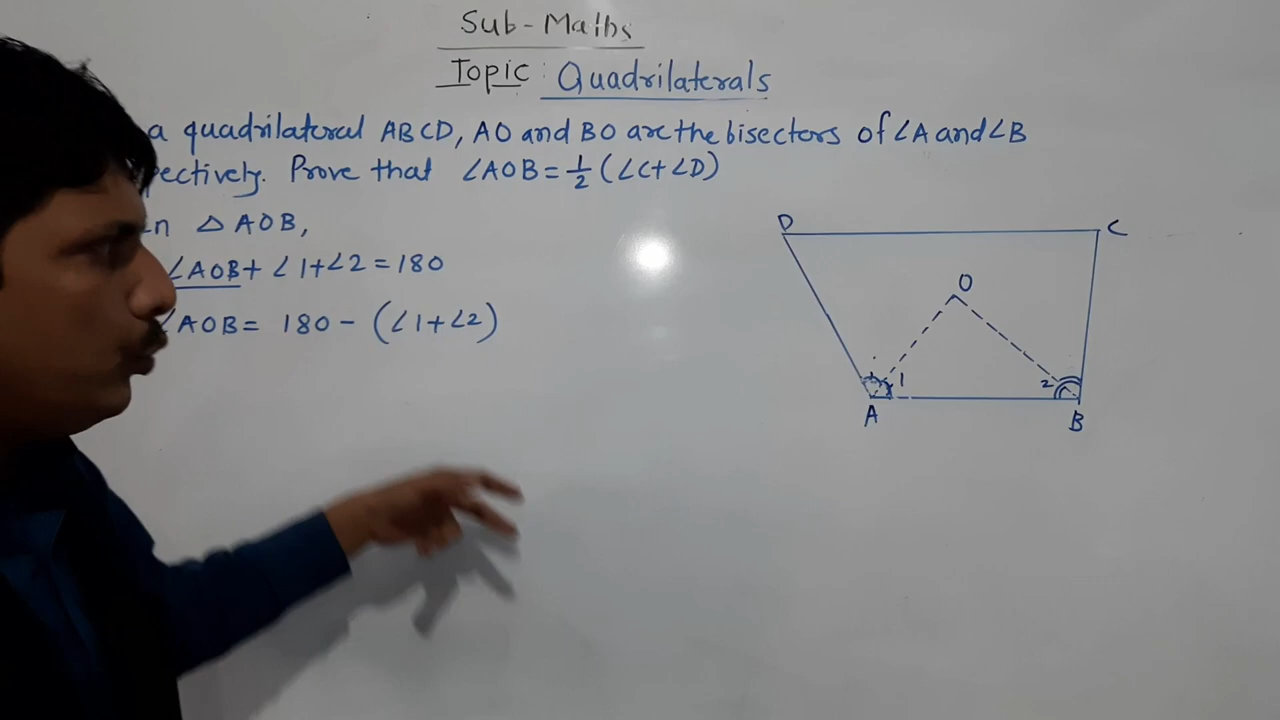 Sub - Maths
Topic : Quadrilaterals
a quadrilateral ABCD, AO and BO are the bisectors of ∠A and ∠B
pectively. Prove that ∠AOB = 1/2 (∠C + ∠D)
n △ AOB,
∠AOB + ∠1 + ∠2 = 180
∠AOB = 180 - (∠1 + ∠2)
D C
O
1 2
A B